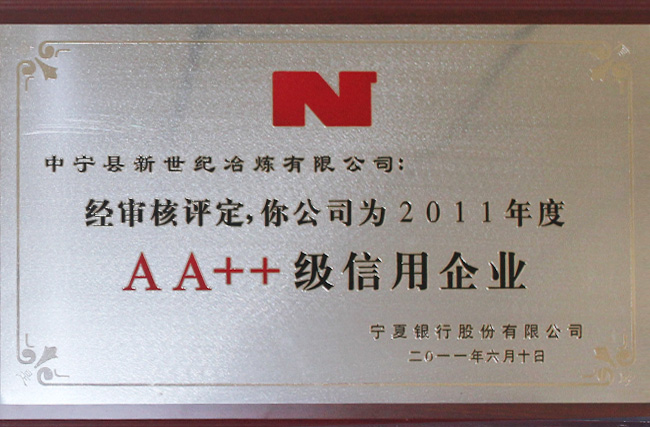 中宁县新世纪冶炼有限公司:
经审核评定,你公司为2011年度
AA++级信用企业
宁夏银行股份有限公司
二〇一一年六月十日